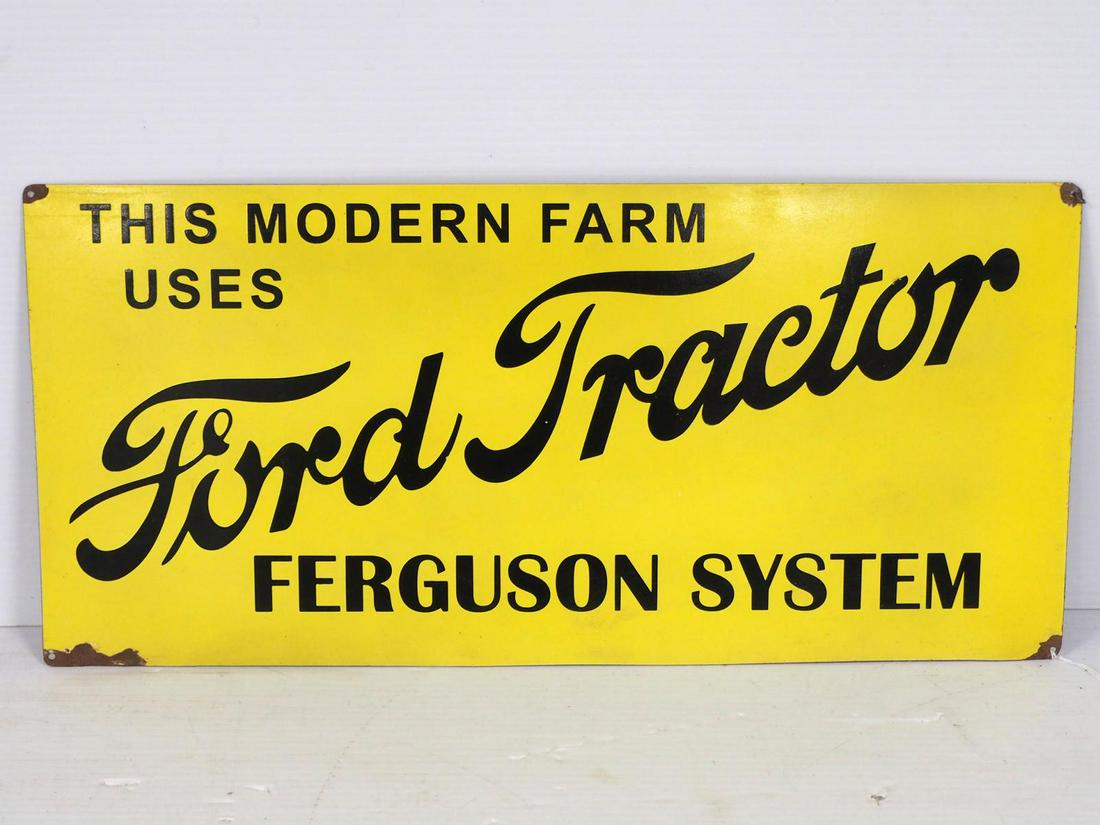 THIS MODERN FARM
USES
Ford Tractor
FERGUSON SYSTEM